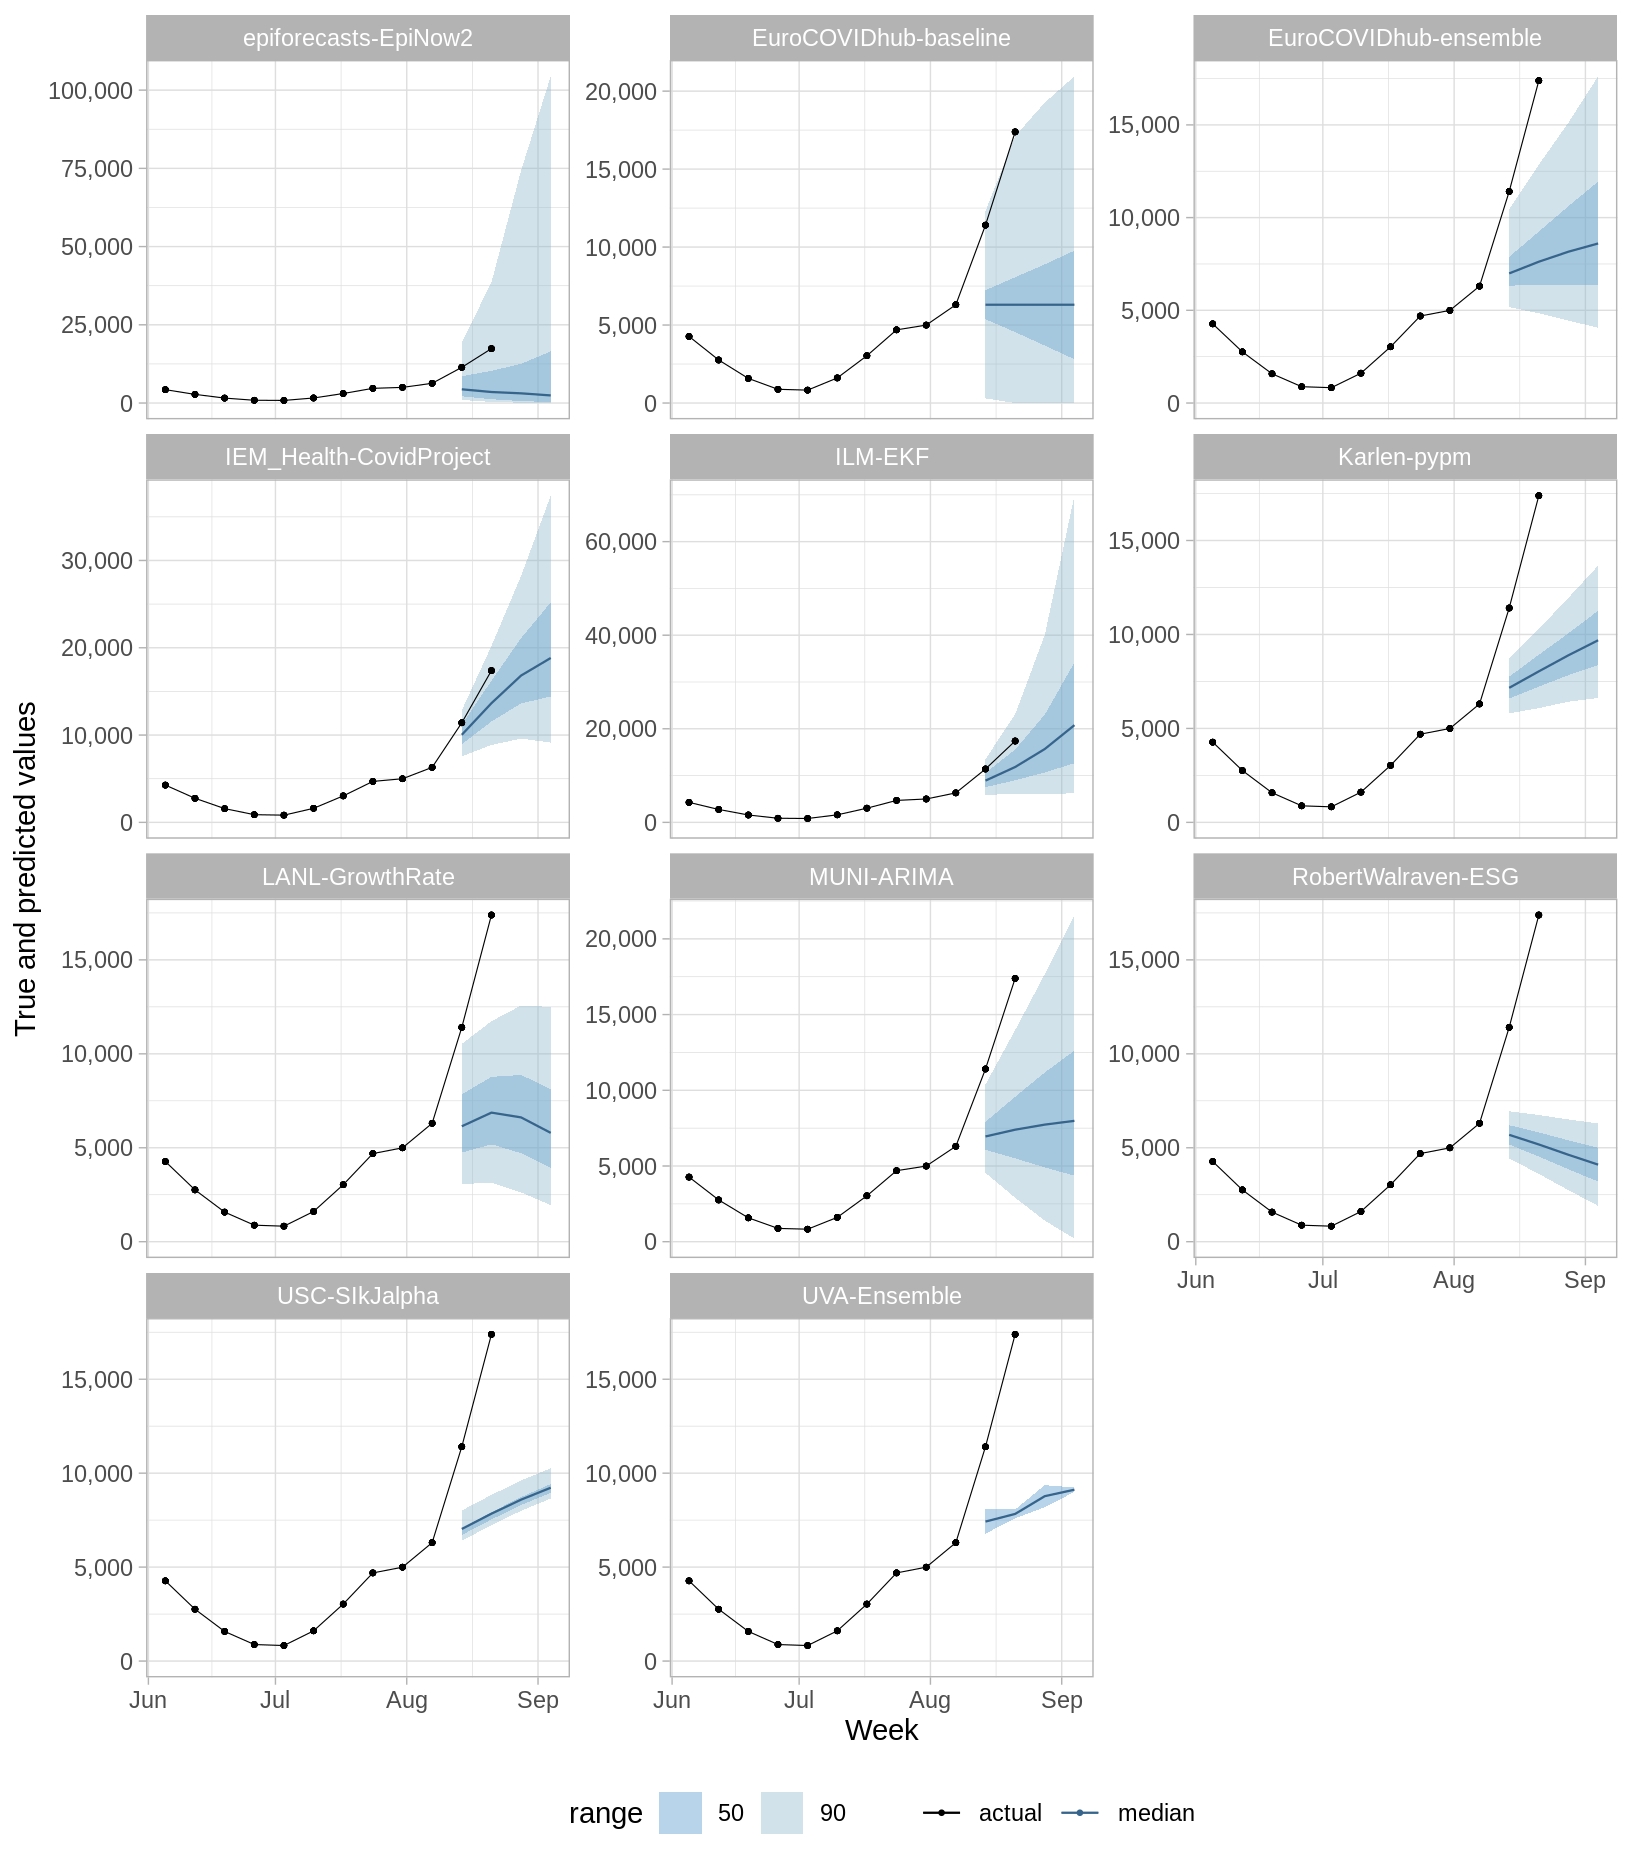 epiforecasts-EpiNow2
EuroCOVIDhub-baseline
EuroCOVIDhub-ensemble
100,000
75,000
50,000
25,000
0
20,000
15,000
10,000
5,000
0
15,000
10,000
5,000
0
IEM_Health-CovidProject
ILM-EKF
Karlen-pypm
30,000
20,000
10,000
0
60,000
40,000
20,000
0
15,000
10,000
5,000
0
True and predicted values
LANL-GrowthRate
MUNI-ARIMA
RobertWalraven-ESG
15,000
10,000
5,000
0
20,000
15,000
10,000
5,000
0
15,000
10,000
5,000
0
Jun Jul Aug Sep
USC-SIkJalpha
UVA-Ensemble
15,000
10,000
5,000
0
15,000
10,000
5,000
0
Jun Jul Aug Sep
Jun Jul Aug Sep
Week
range 50 90 actual median